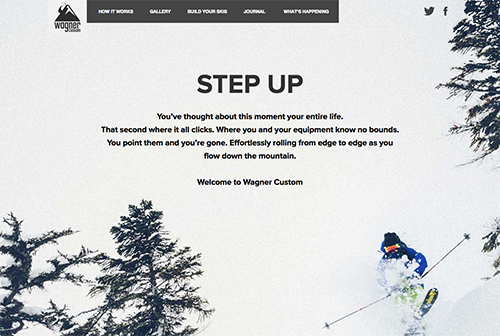 wagner
custom
HOW IT WORKS GALLERY BUILD YOUR SKIS JOURNAL WHAT'S HAPPENING
STEP UP
You've thought about this moment your entire life.
That second where it all clicks. Where you and your equipment know no bounds.
You point them and you're gone. Effortlessly rolling from edge to edge as you
flow down the mountain.
Welcome to Wagner Custom